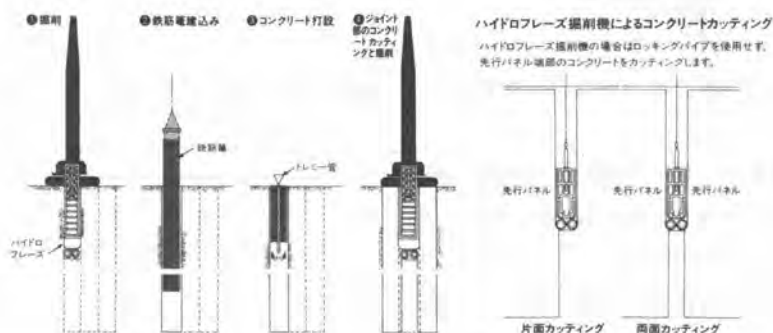 ❶掘削
❷鉄筋篭建込み
❸コンクリート打設
❹ジョイント
部のコンクリ
ートカッティ
ングと掘削
鉄筋篭
トレミー管
ハイドロ
フレーズ
ハイドロフレーズ掘削機によるコンクリートカッティング
ハイドロフレーズ掘削機の場合はロッキングパイプを使用せず、
先行パネル端部のコンクリートをカッティングします。
先行パネル
先行パネル
先行パネル
片面カッティング
両面カッティング